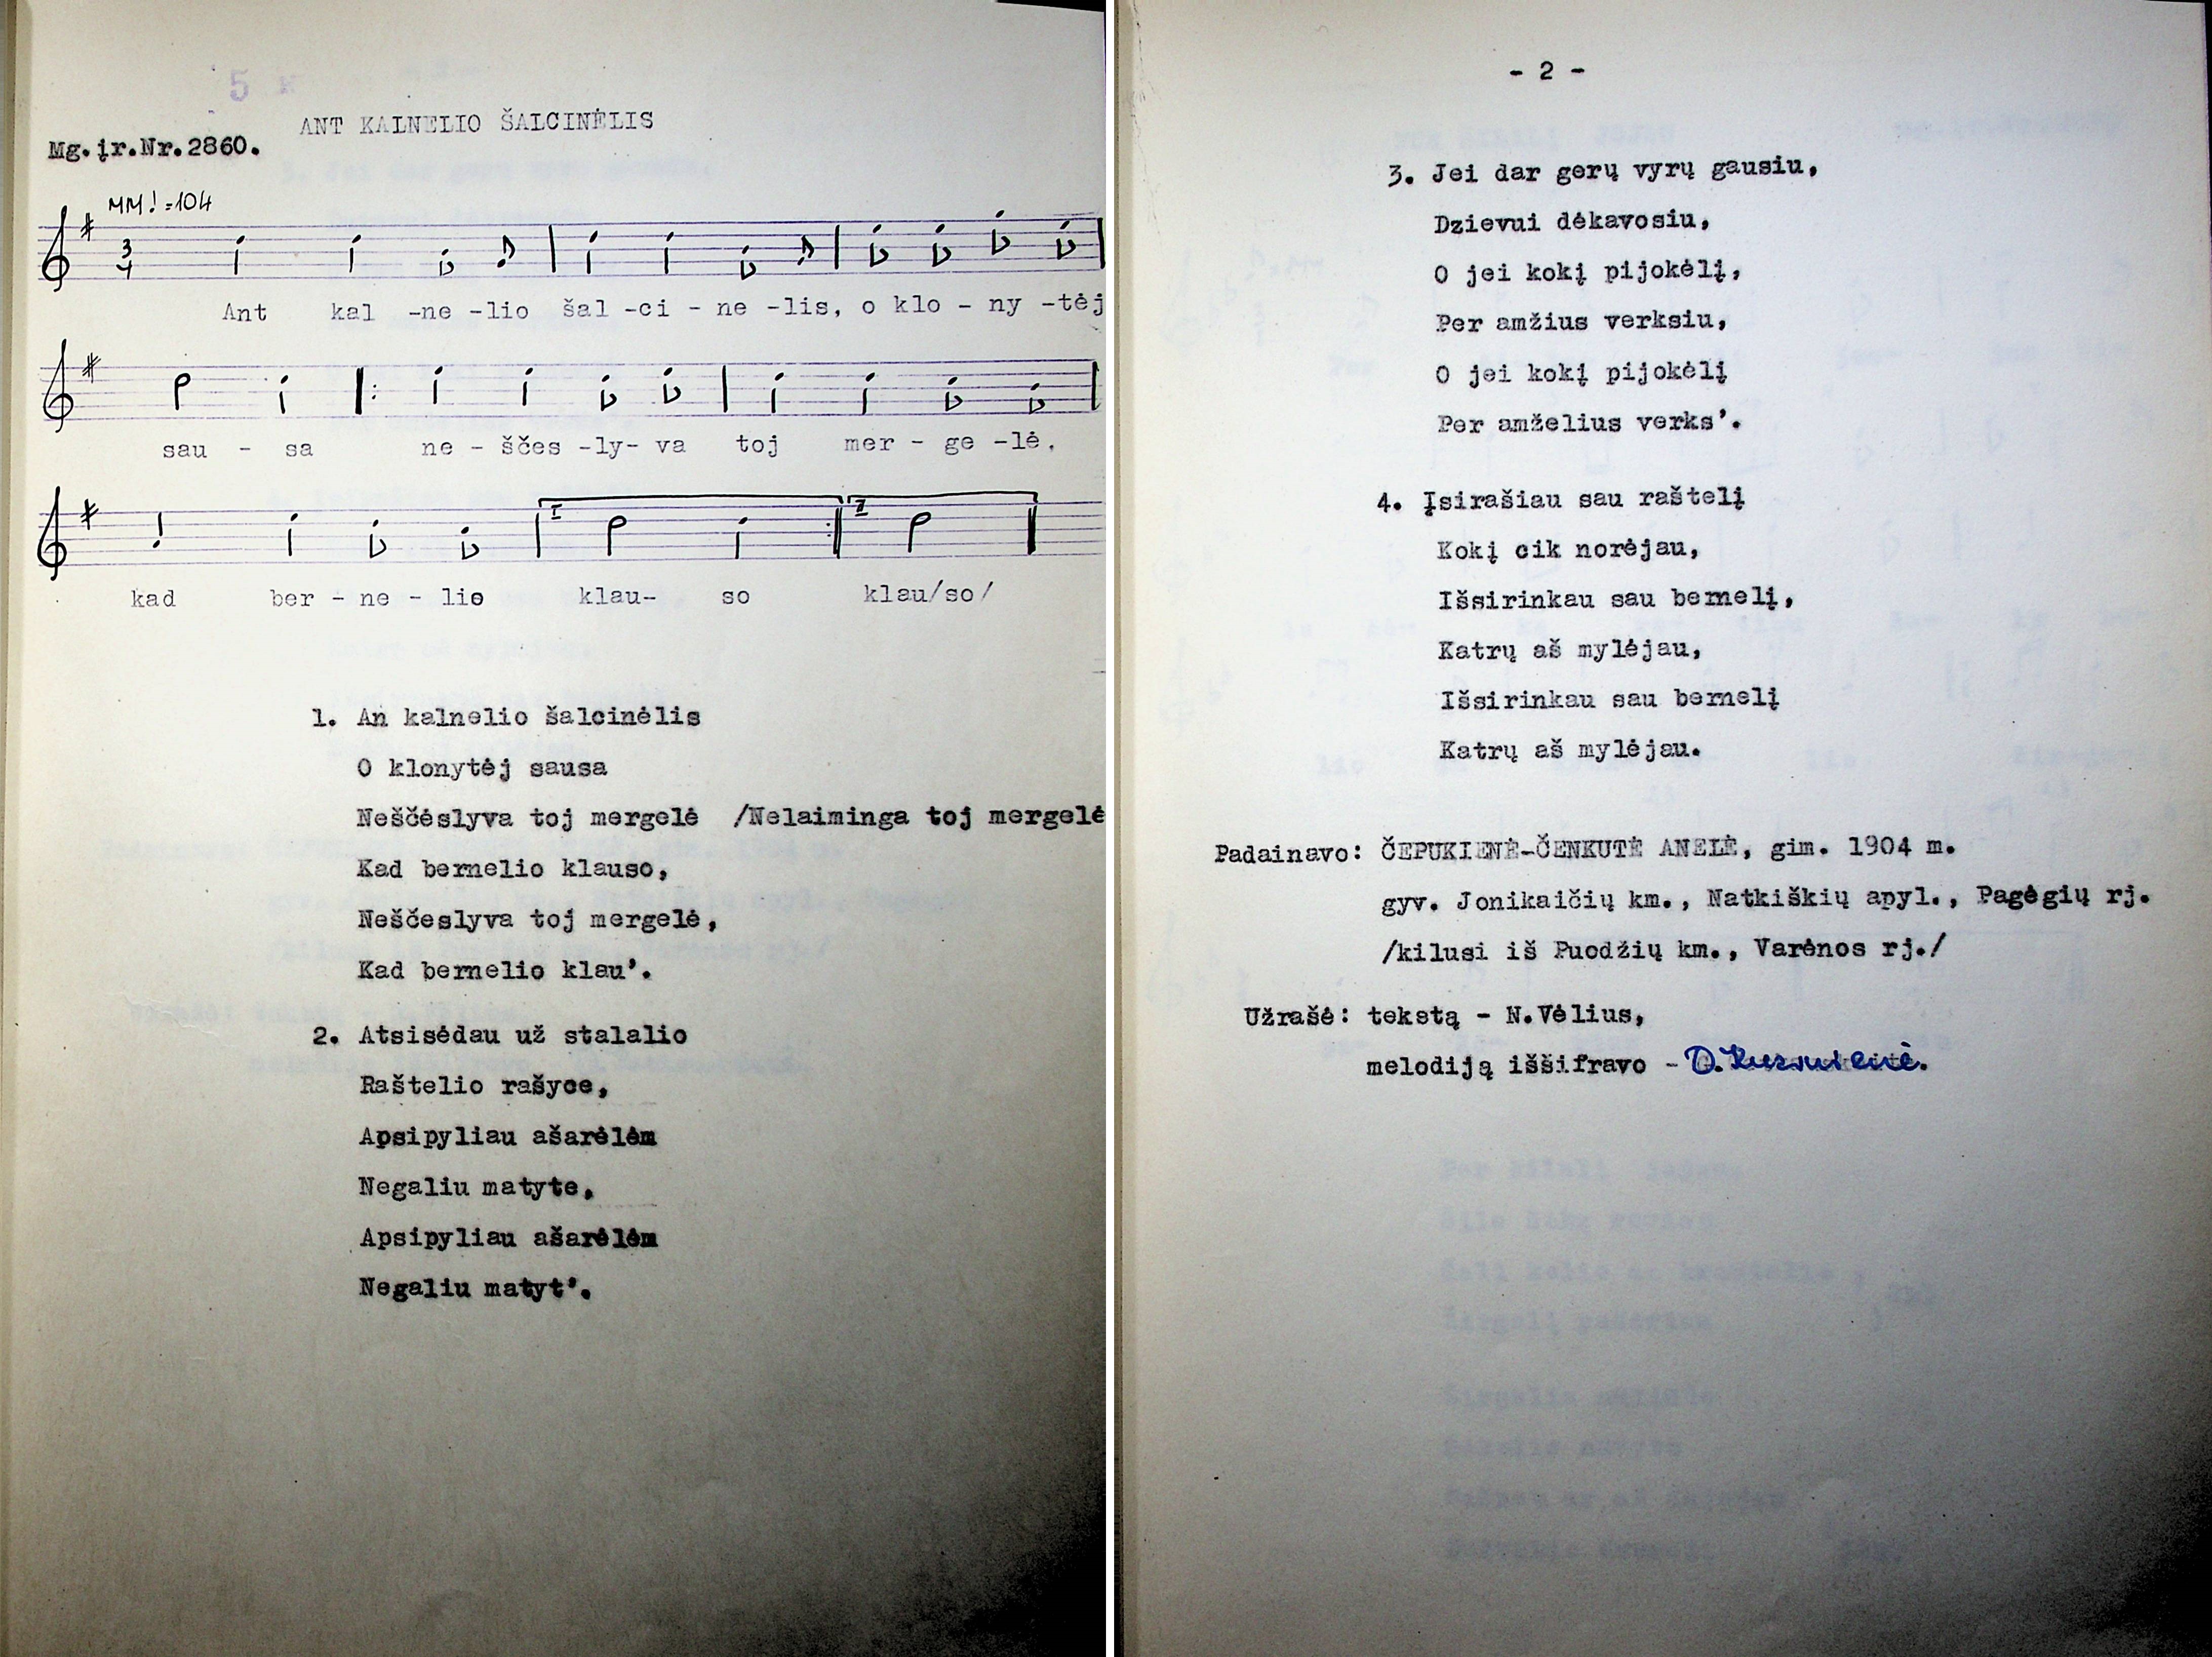 5
ANT KALNELIO ŠALCINĖLIS
Mg.įr.Nr.2860.
MM♩=104
3
4
Ant kal -ne -lio šal -ci - ne -lis, o klo - ny -tėj
sau - sa ne - ščes -ly- va toj mer - ge -lė,
I II
kad ber - ne - lio klau- so klau/so/
1. An kalnelio šalcinėlis
O klonytėj sausa
Neščėslyva toj mergelė /Nelaiminga toj mergelė
Kad bernelio klauso,
Neščeslyva toj mergelė,
Kad bernelio klau'.
2. Atsisėdau už stalalio
Raštelio rašyce,
Apsipyliau ašarėlėm
Negaliu matyte,
Apsipyliau ašarėlėm
Negaliu matyt'.
- 2 -
3. Jei dar gerų vyrų gausiu,
Dzievui dėkavosiu,
O jei kokį pijokėlį,
Per amžius verksiu,
O jei kokį pijokėlį
Per amželius verks'.
4. Įsirašiau sau raštelį
Kokį cik norėjau,
Išsirinkau sau bernelį,
Katrų aš mylėjau,
Išsirinkau sau bernelį
Katrų aš mylėjau.
Padainavo: ČEPUKIENĖ-ČENKUTĖ ANELĖ, gim. 1904 m.
gyv. Jonikaičių km., Natkiškių apyl., Pagėgių rj.
/kilusi iš Puodžių km., Varėnos rj./
Užrašė: tekstą - N.Vėlius,
melodiją iššifravo - D.Kuzmienė.